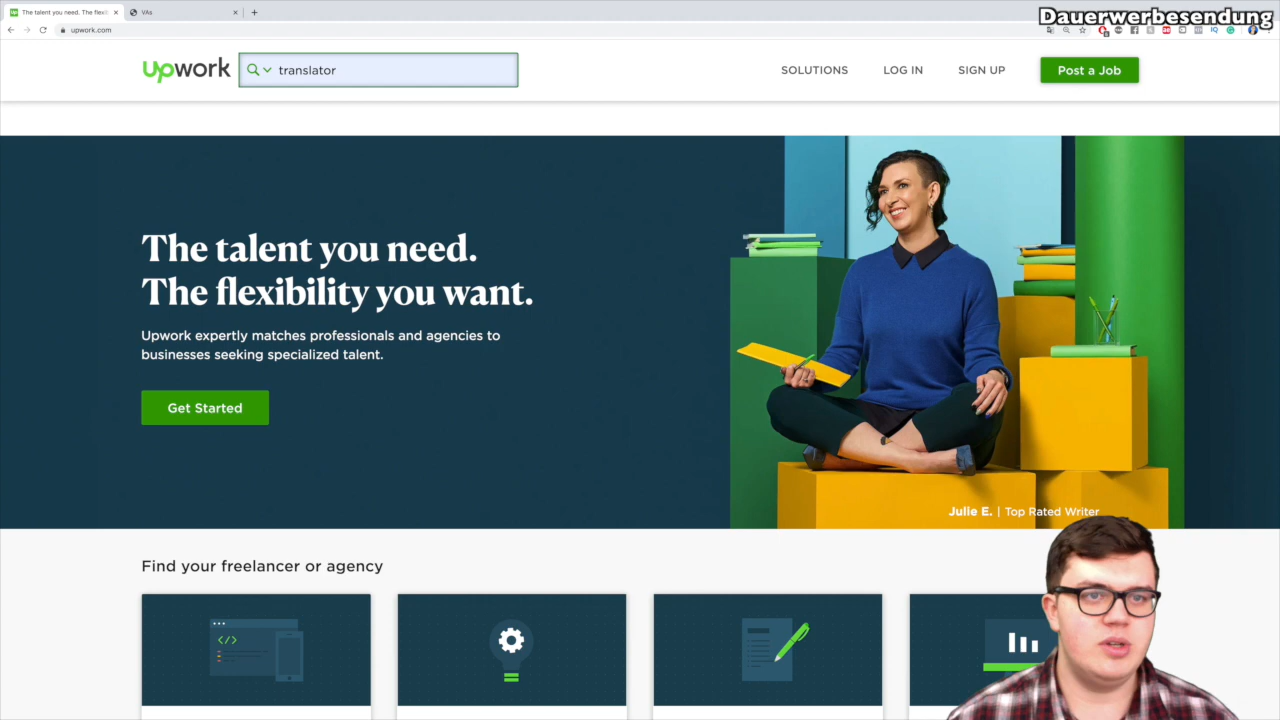 The talent you need. The flexi
VAs
Dauerwerbesendung
upwork.com
upwork
translator
SOLUTIONS
LOG IN
SIGN UP
Post a Job
The talent you need.
The flexibility you want.
Upwork expertly matches professionals and agencies to
businesses seeking specialized talent.
Get Started
Julie E. | Top Rated Writer
Find your freelancer or agency